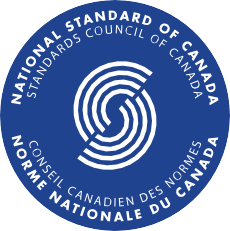 NATIONAL STANDARD OF CANADA
STANDARDS COUNCIL OF CANADA
CONSEIL CANADIEN DES NORMES
NORME NATIONALE DU CANADA